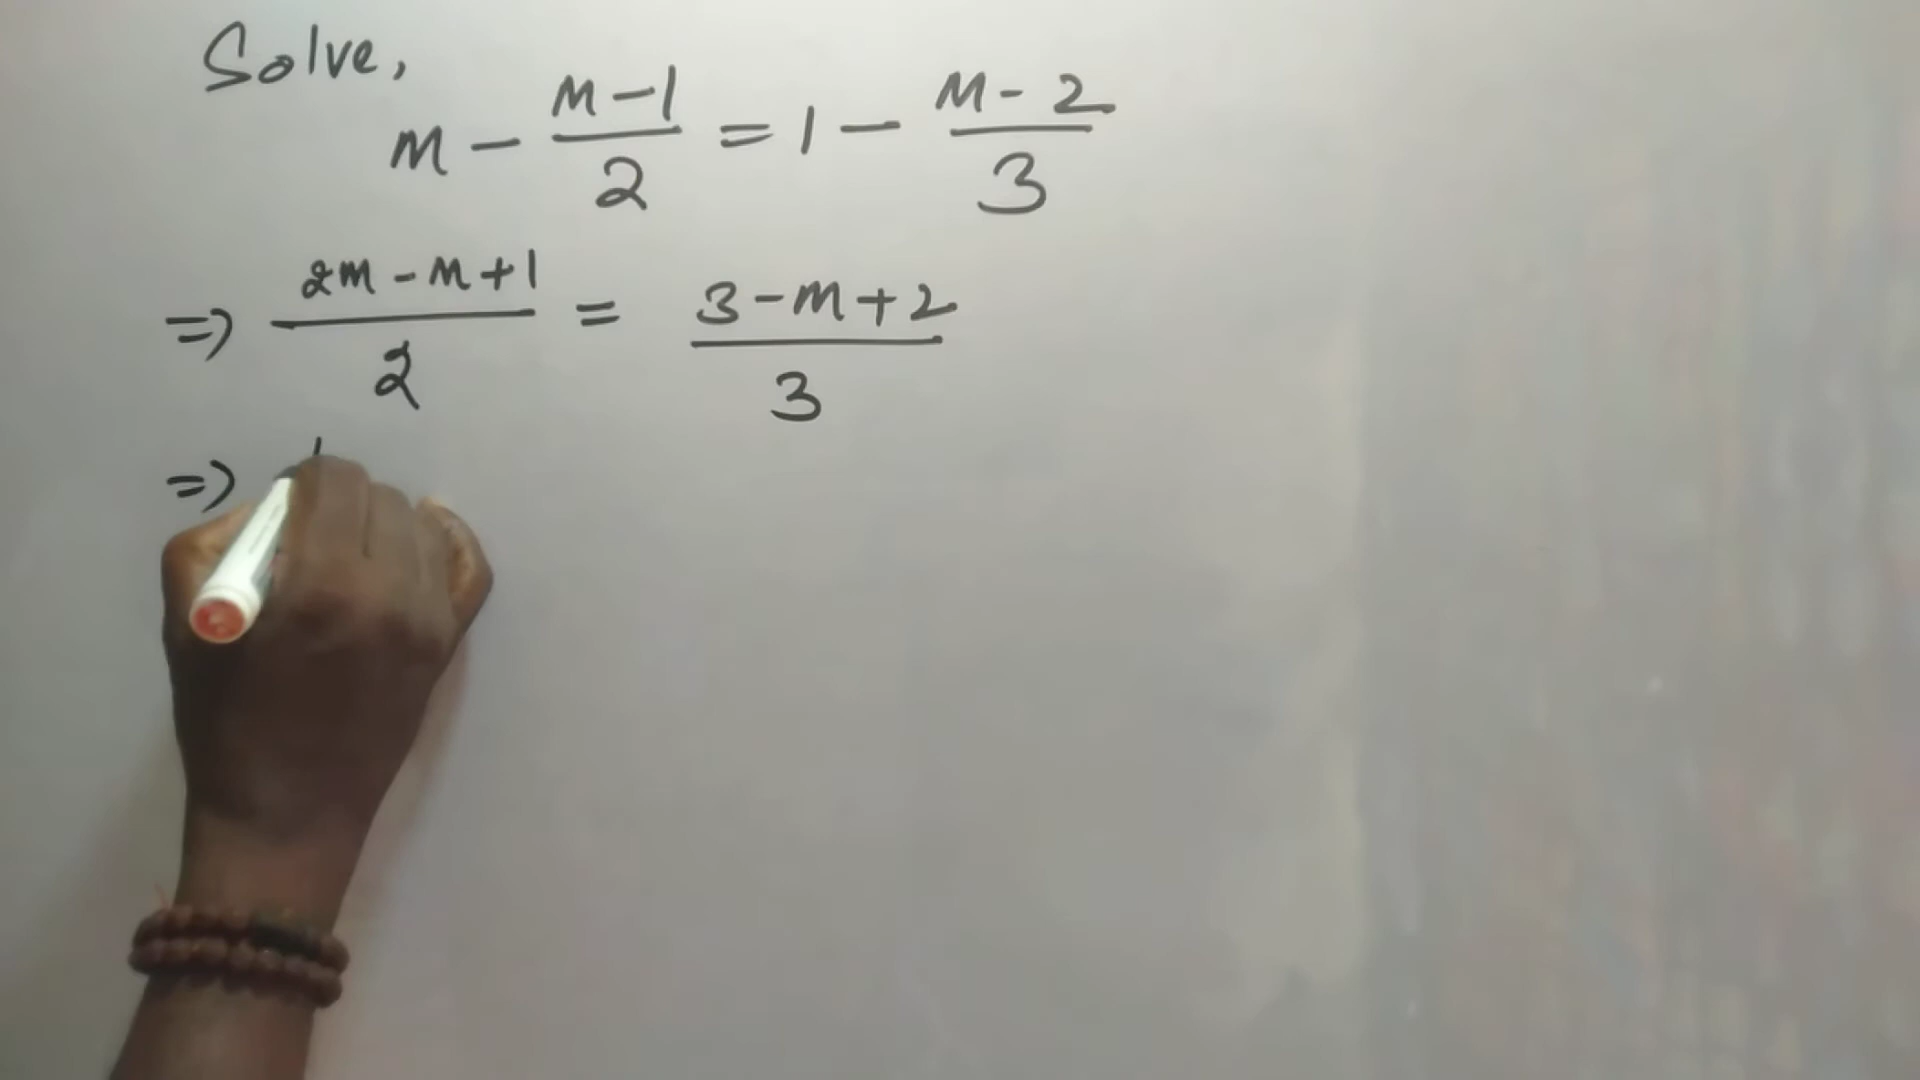 Solve,
m - (m-1)/2 = 1 - (m-2)/3
=> (2m-m+1)/2 = (3-m+2)/3
=>